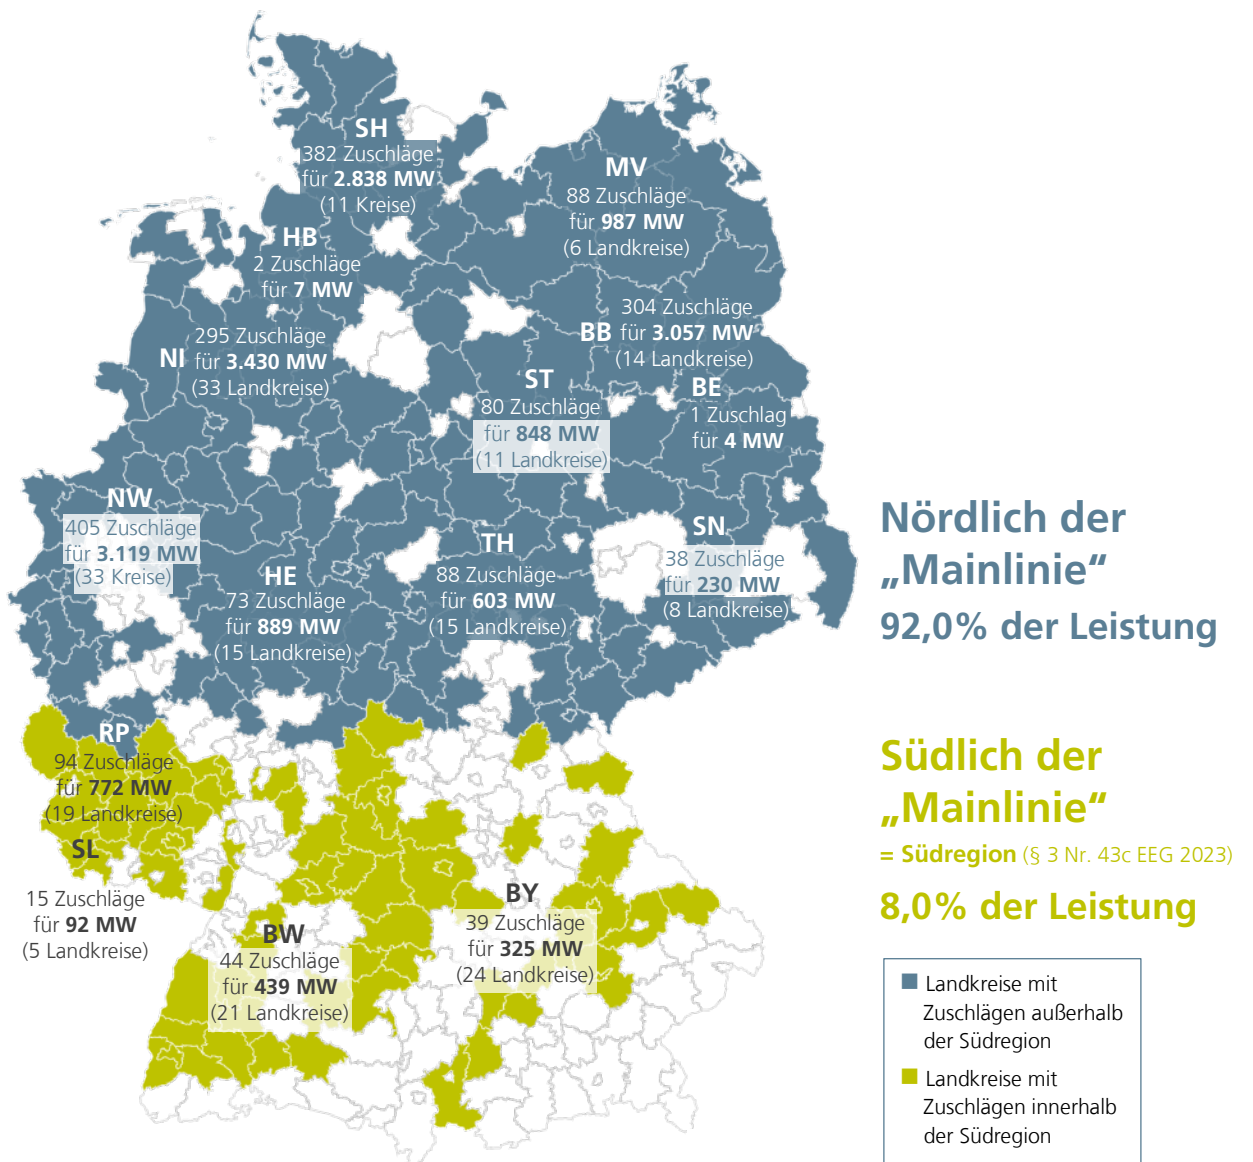 SH
382 Zuschläge
für 2.838 MW
(11 Kreise)
MV
88 Zuschläge
für 987 MW
(6 Landkreise)
HB
2 Zuschläge
für 7 MW
304 Zuschläge
BB für 3.057 MW
(14 Landkreise)
295 Zuschläge
NI für 3.430 MW
(33 Landkreise)
ST
80 Zuschläge
für 848 MW
(11 Landkreise)
BE
1 Zuschlag
für 4 MW
NW
405 Zuschläge
für 3.119 MW
(33 Kreise)
HE
73 Zuschläge
für 889 MW
(15 Landkreise)
TH
88 Zuschläge
für 603 MW
(15 Landkreise)
SN
38 Zuschläge
für 230 MW
(8 Landkreise)
RP
94 Zuschläge
für 772 MW
(19 Landkreise)
SL
15 Zuschläge
für 92 MW
(5 Landkreise)
BW
44 Zuschläge
für 439 MW
(21 Landkreise)
BY
39 Zuschläge
für 325 MW
(24 Landkreise)
Nördlich der
„Mainlinie“
92,0% der Leistung
Südlich der
„Mainlinie“
= Südregion (§ 3 Nr. 43c EEG 2023)
8,0% der Leistung
Landkreise mit
Zuschlägen außerhalb
der Südregion
Landkreise mit
Zuschlägen innerhalb
der Südregion